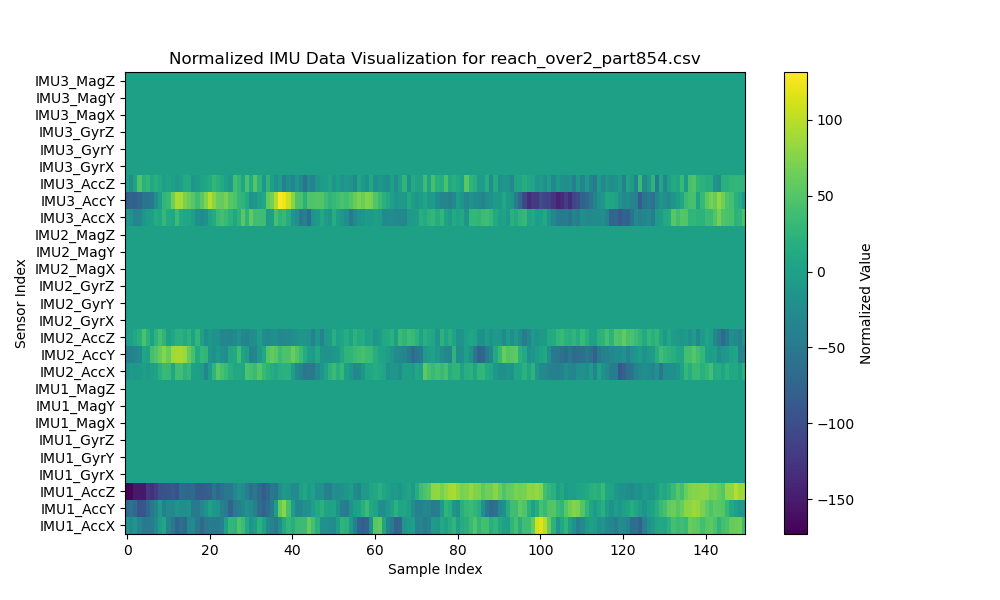 Normalized IMU Data Visualization for reach_over2_part854.csv
IMU3_MagZ
IMU3_MagY
IMU3_MagX
IMU3_GyrZ
IMU3_GyrY
IMU3_GyrX
IMU3_AccZ
IMU3_AccY
IMU3_AccX
IMU2_MagZ
IMU2_MagY
IMU2_MagX
IMU2_GyrZ
IMU2_GyrY
IMU2_GyrX
IMU2_AccZ
IMU2_AccY
IMU2_AccX
IMU1_MagZ
IMU1_MagY
IMU1_MagX
IMU1_GyrZ
IMU1_GyrY
IMU1_GyrX
IMU1_AccZ
IMU1_AccY
IMU1_AccX
Sensor Index
0 20 40 60 80 100 120 140
Sample Index
100
50
0
−50
−100
−150
Normalized Value